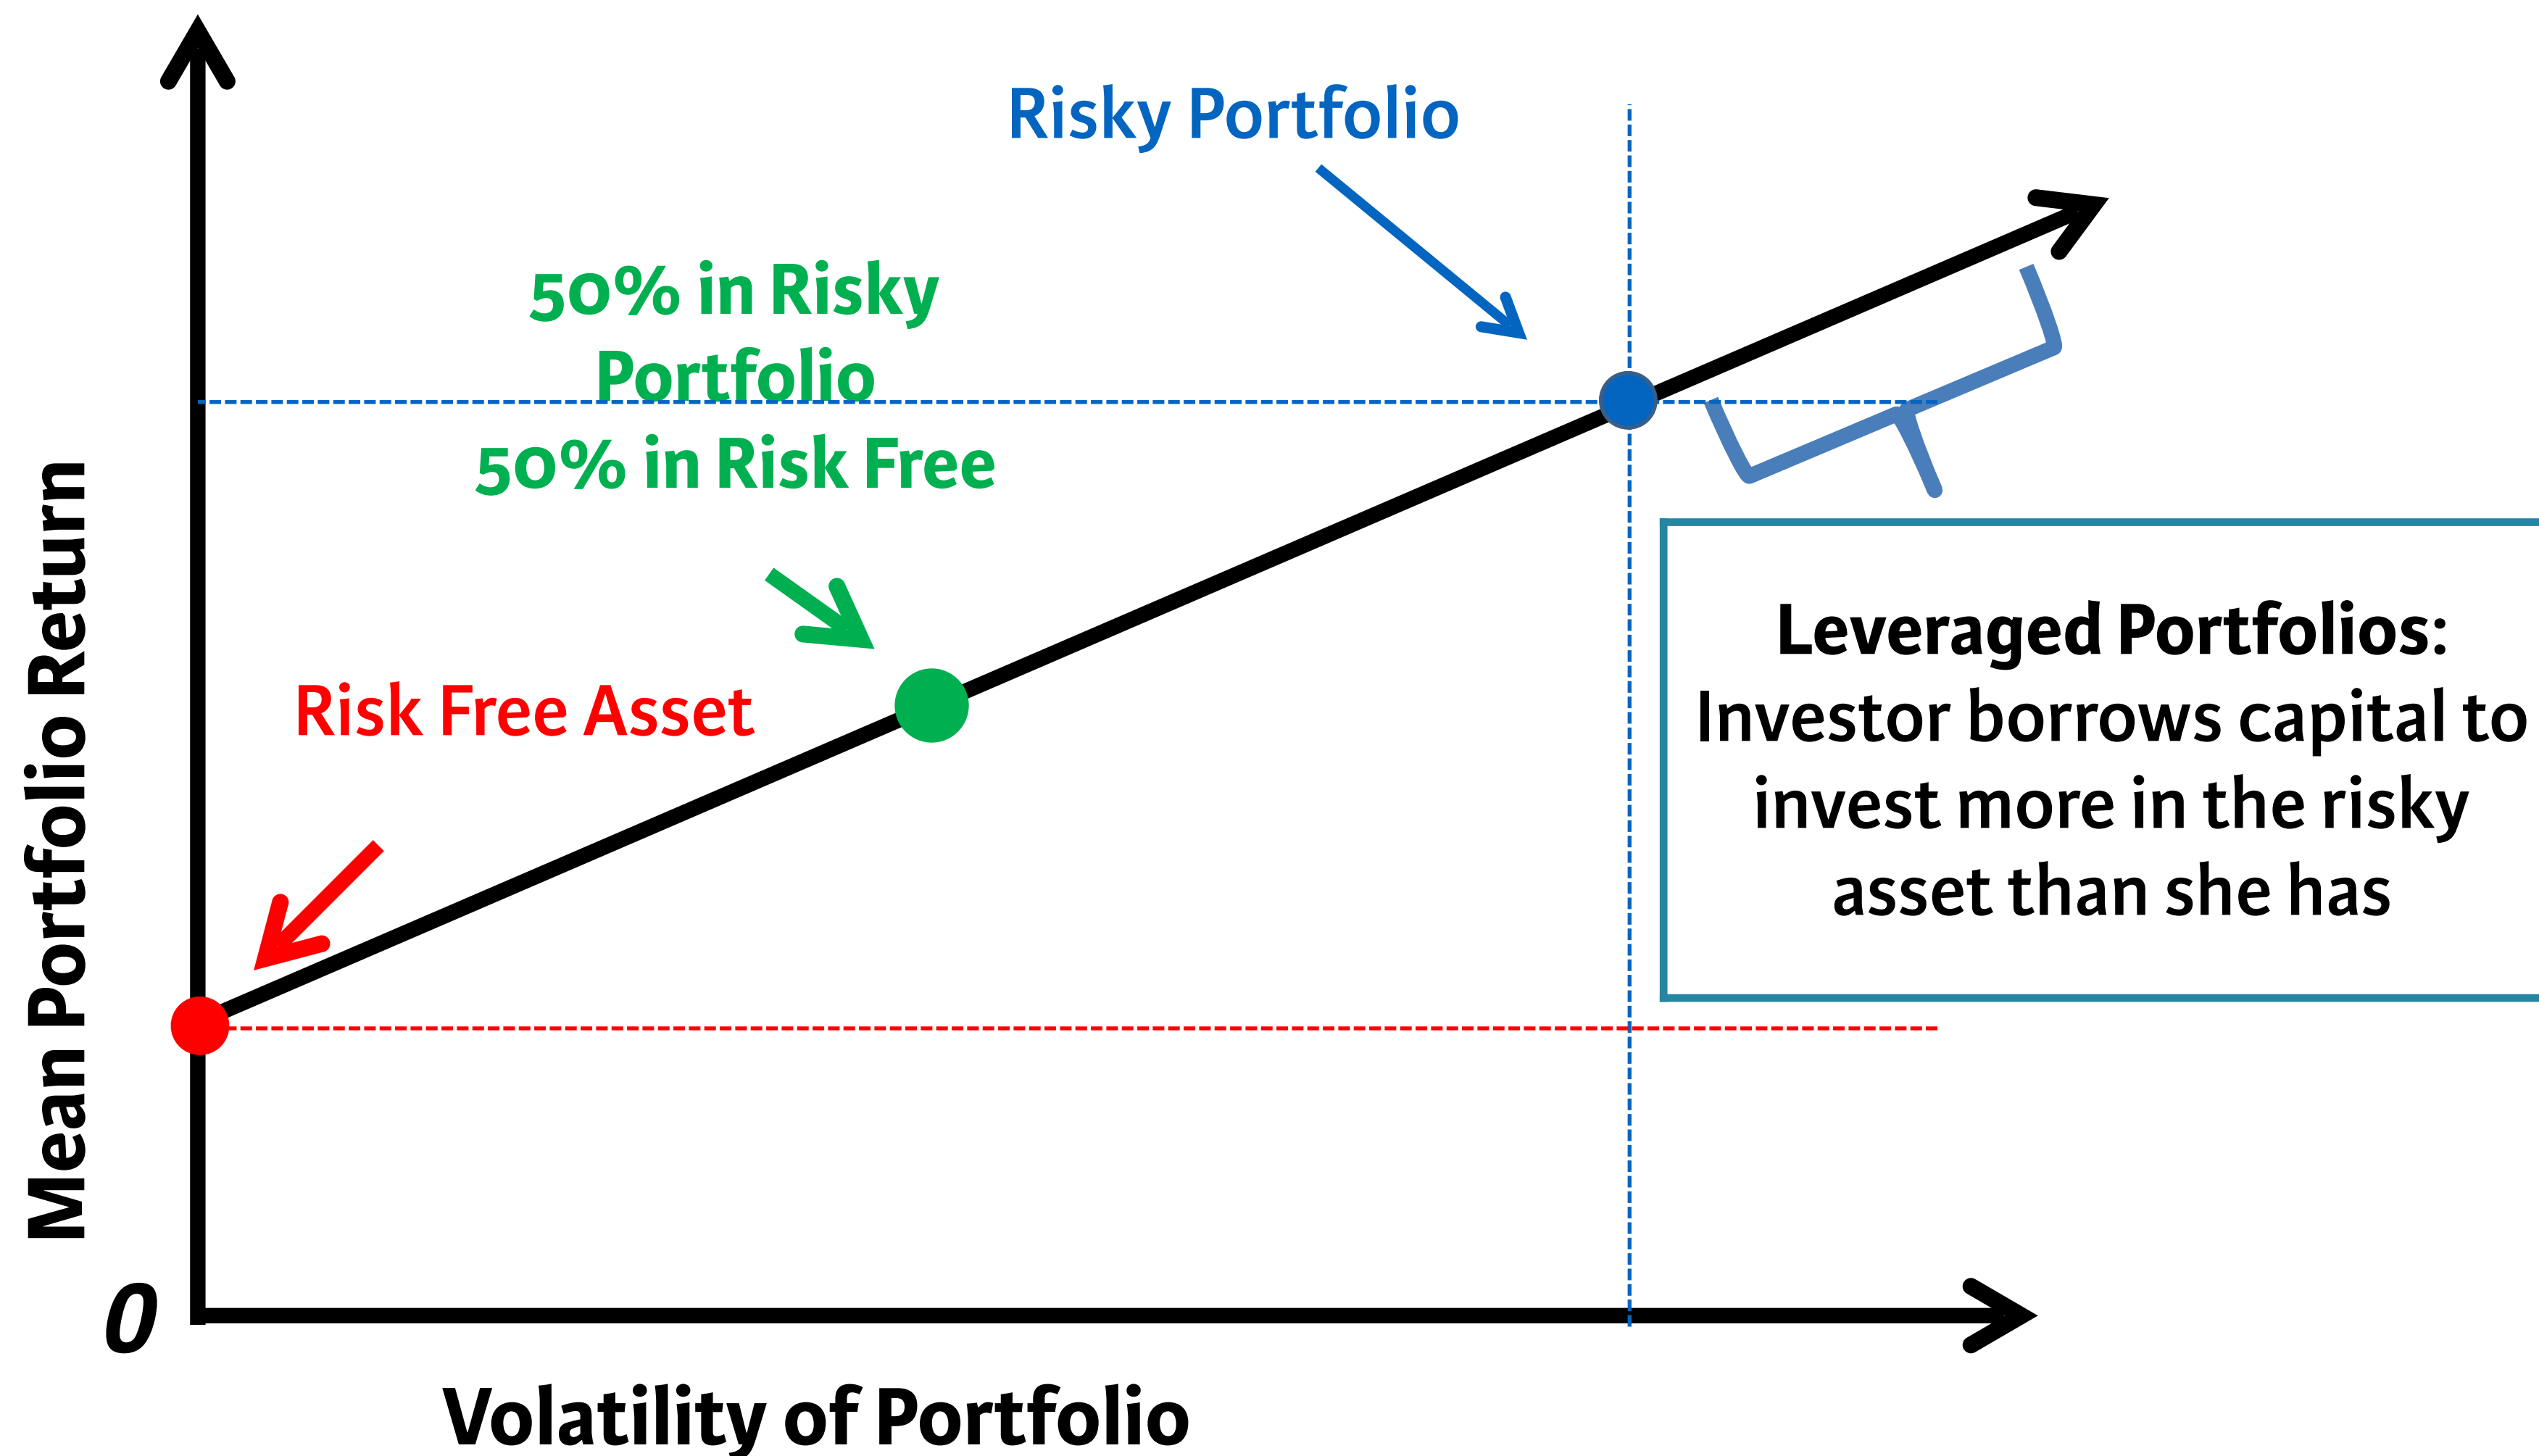 Risky Portfolio
50% in Risky
Portfolio
50% in Risk Free
Risk Free Asset
Leveraged Portfolios:
Investor borrows capital to
invest more in the risky
asset than she has
Mean Portfolio Return
0
Volatility of Portfolio